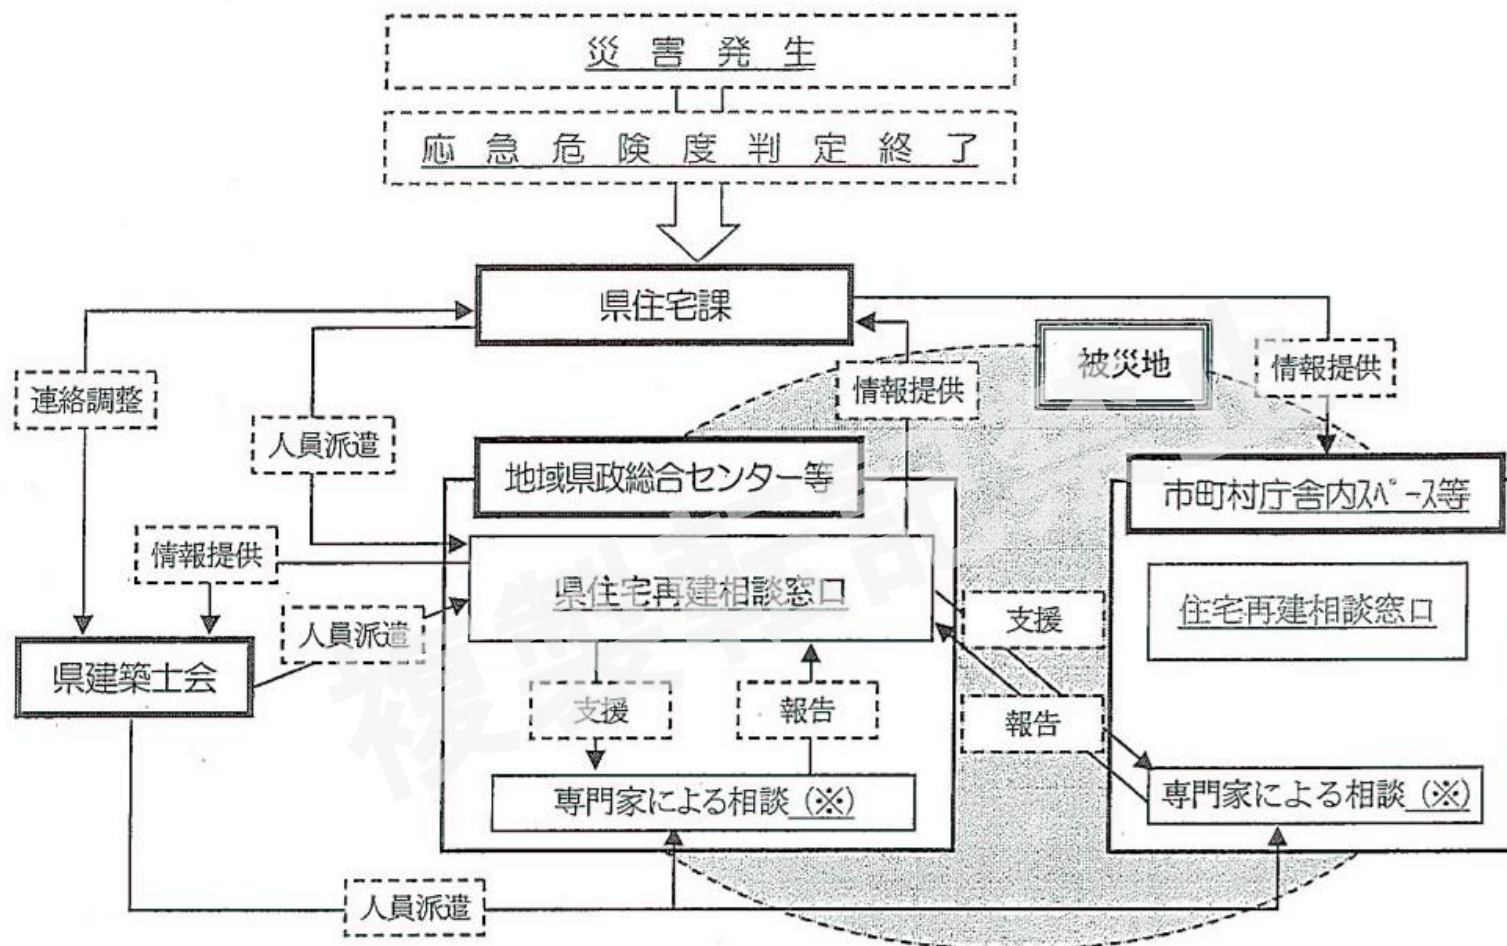 災害発生
応急危険度判定終了
県住宅課
被災地
連絡調整
情報提供
情報提供
人員派遣
地域県政総合センター等
市町村庁舎内スペース等
情報提供
県住宅再建相談窓口
住宅再建相談窓口
人員派遣
支援
県建築士会
支援
報告
報告
専門家による相談(※)
専門家による相談(※)
人員派遣